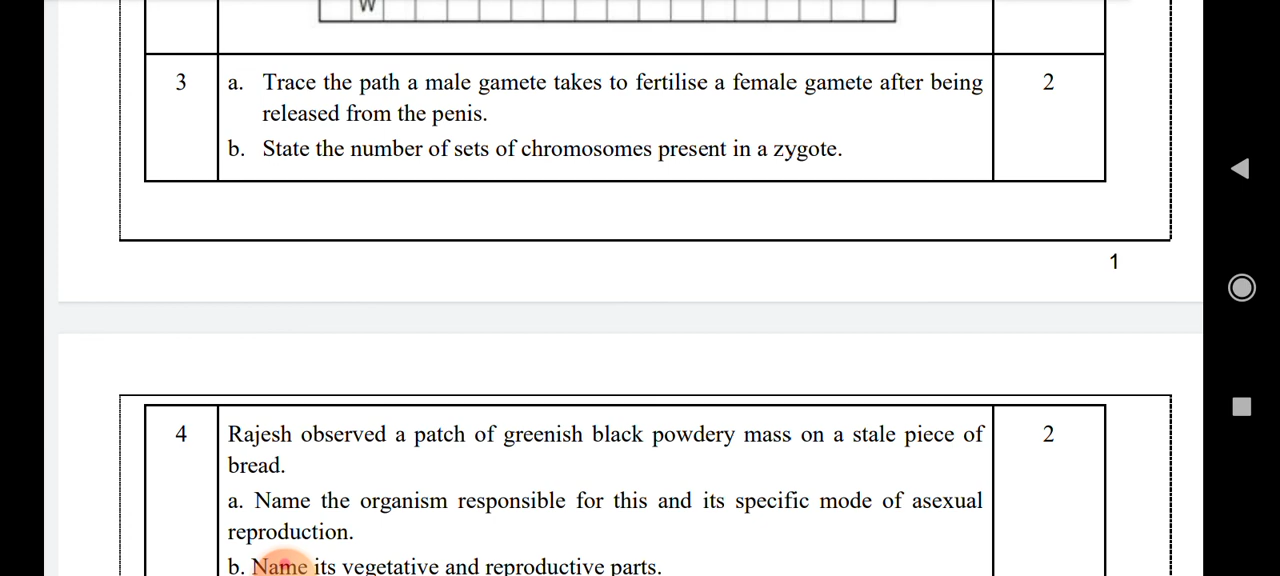 W
3 a. Trace the path a male gamete takes to fertilise a female gamete after being 2
released from the penis.
b. State the number of sets of chromosomes present in a zygote.
1
4 Rajesh observed a patch of greenish black powdery mass on a stale piece of 2
bread.
a. Name the organism responsible for this and its specific mode of asexual
reproduction.
b. Name its vegetative and reproductive parts.